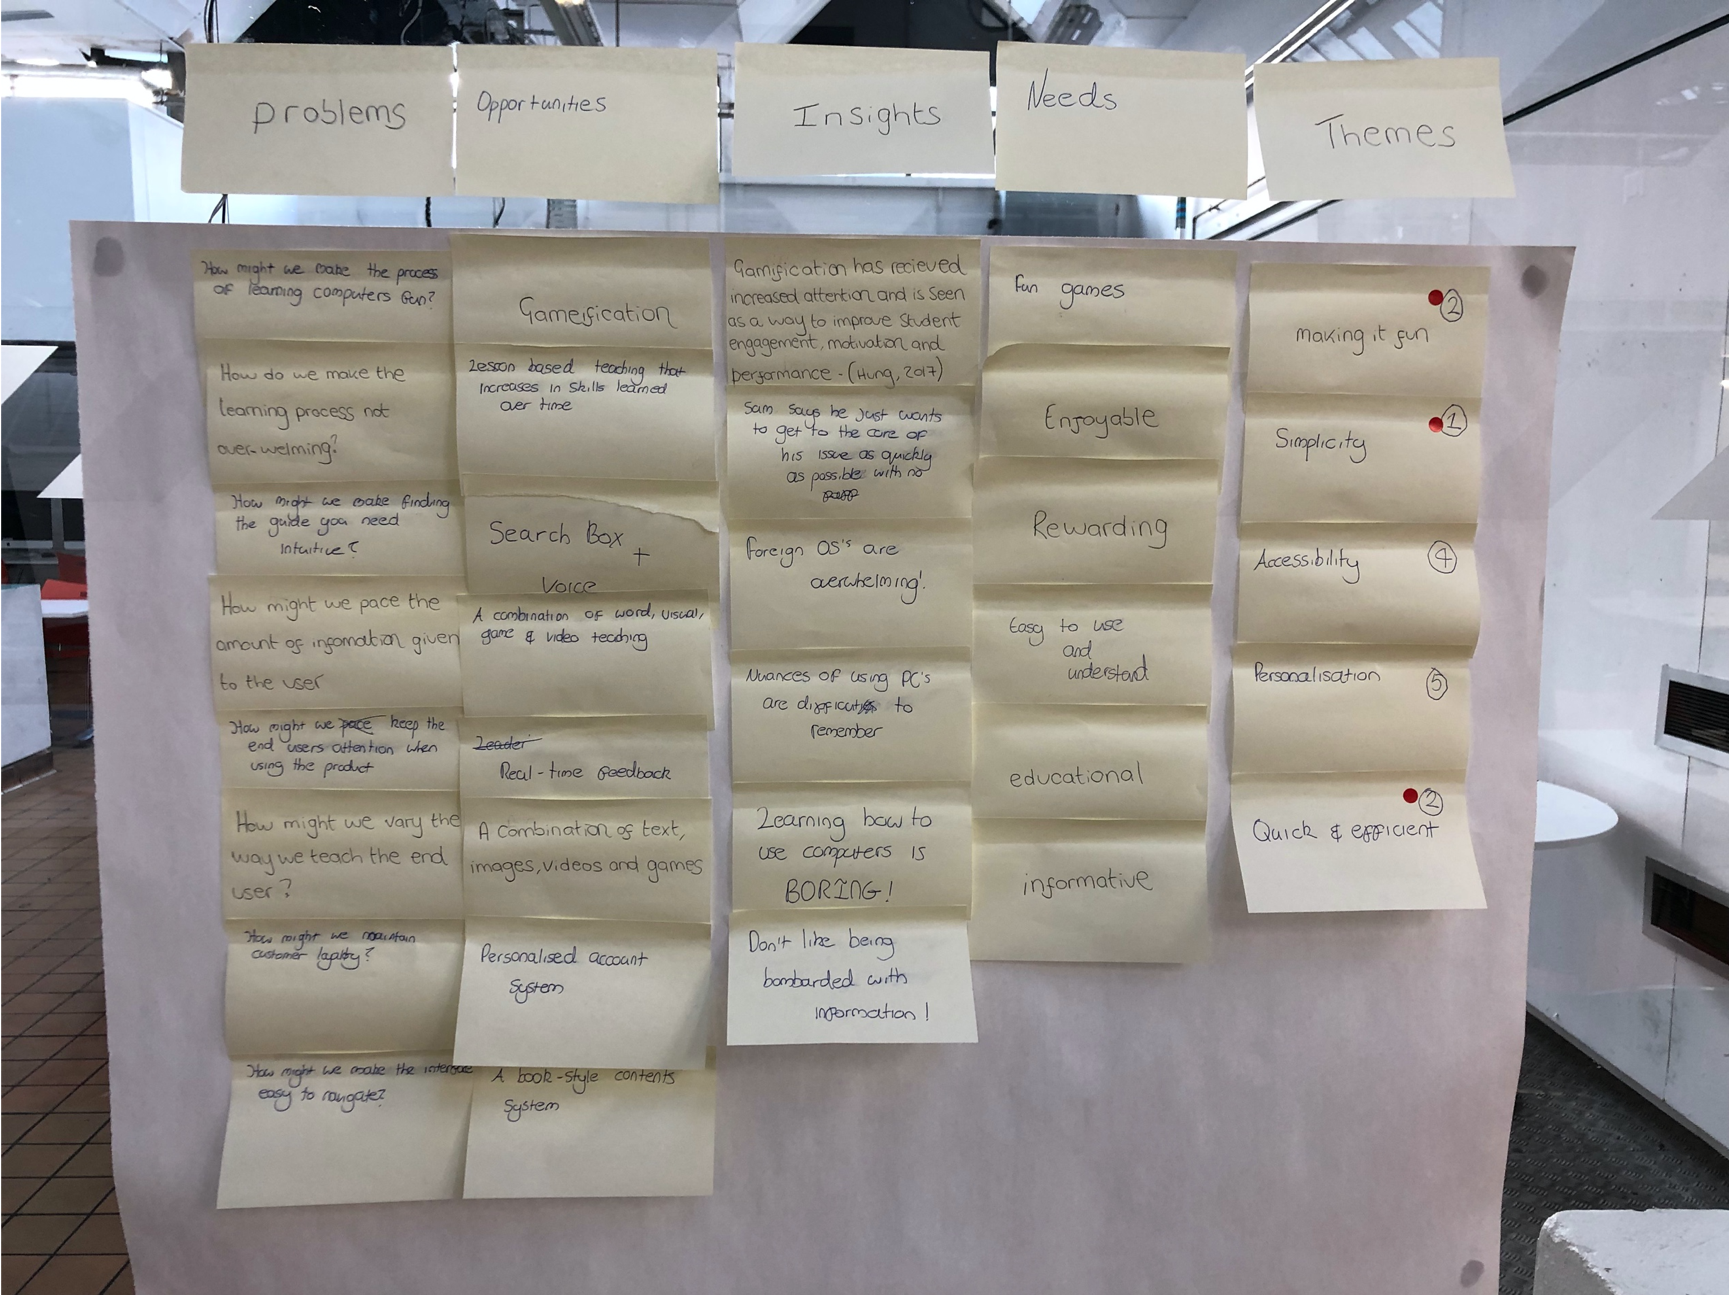 Problems
Opportunities
Insights
Needs
Themes
How might we make the process
of learning computers fun?
How do we make the
learning process not
over-welming?
How might we make finding
the guide you need
intuitive?
How might we pace the
amount of infomation given
to the user
How might we pace keep the
end users attention when
using the product
How might we vary the
way we teach the end
user?
How might we maintain
customer loyalty?
How might we make the interface
easy to navigate?
Gameification
Lesson based teaching that
increases in skills learned
over time
Search Box
+
Voice
A combination of word, visual,
game & video teaching
Leader
Real-time feedback
A combination of text,
images, videos and games
Personalised account
System
A book-style contents
System
Gamification has recieved
increased attention and is seen
as a way to improve student
engagement, motivation and
performance - (Hung, 2017)
Sam says he just wants
to get to the core of
his issue as quickly
as possible with no
Foreign OS's are
overwhelming!
Nuances of using PC's
are difficult to
remember
Learning how to
use computers is
BORING!
Don't like being
bombarded with
information!
Fun games
Enjoyable
Rewarding
Easy to use
and
understand
educational
informative
2
making it fun
1
Simplicity
Accessibility 4
Personalisation 5
2
Quick & efficient